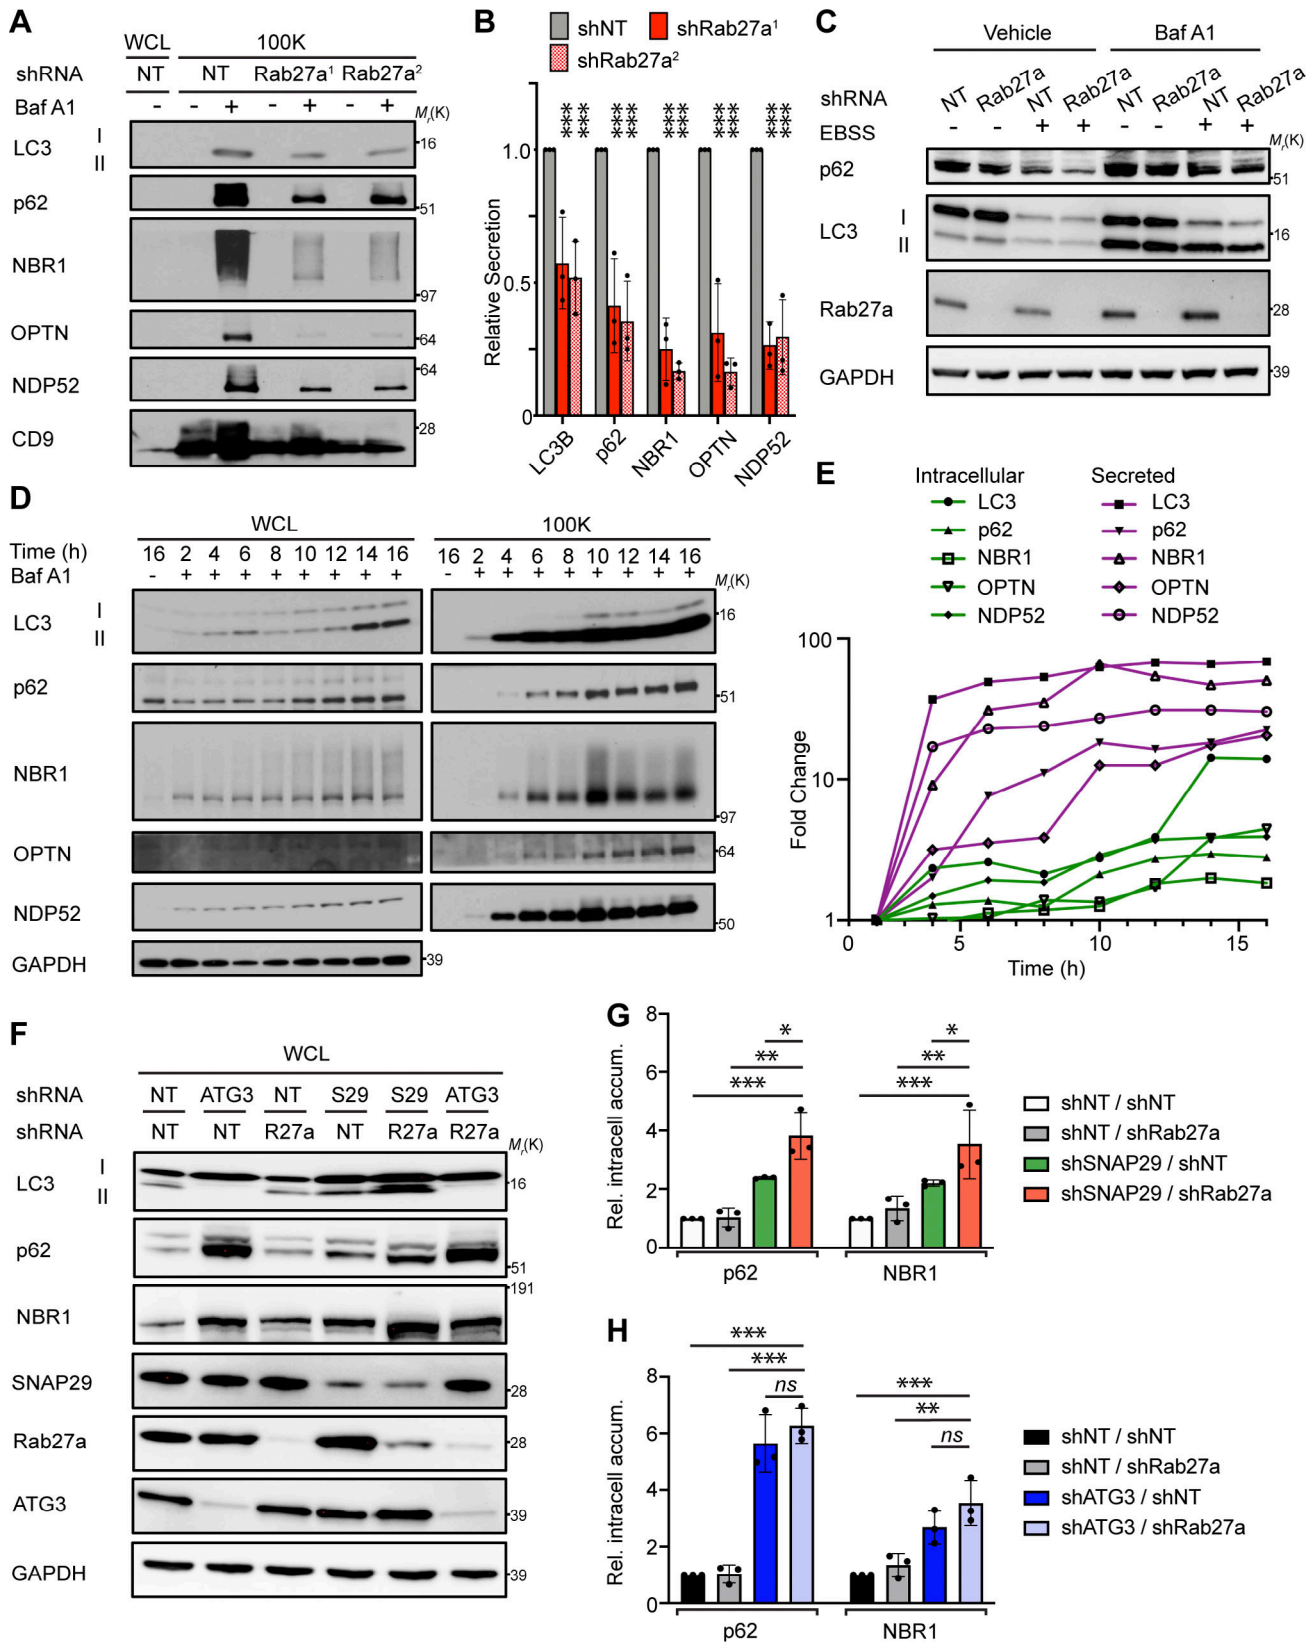 A
WCL 100K
shRNA NT NT Rab27a¹ Rab27a²
Baf A1 - - + - + - + Mr(K)
LC3 I II 16
p62 51
NBR1 97
OPTN 64
NDP52 64
CD9 28
B
shNT shRab27a¹
shRab27a²
**** **** **** **** **** **** **** **** **** ****
Relative Secretion
1.0
0.5
0
LC3B p62 NBR1 OPTN NDP52
C
Vehicle Baf A1
shRNA NT Rab27a NT Rab27a NT Rab27a NT Rab27a
EBSS - - + + - - + + Mr(K)
p62 51
LC3 I II 16
Rab27a 28
GAPDH 39
D
WCL 100K
Time (h) 16 2 4 6 8 10 12 14 16 16 2 4 6 8 10 12 14 16
Baf A1 - + + + + + + + + - + + + + + + + + Mr(K)
LC3 I II 16
p62 51
NBR1 97
OPTN 64
NDP52 50
GAPDH 39
E
Intracellular Secreted
LC3 LC3
p62 p62
NBR1 NBR1
OPTN OPTN
NDP52 NDP52
Fold Change
100
10
1
0 5 10 15
Time (h)
F
WCL
shRNA NT ATG3 NT S29 S29 ATG3
shRNA NT NT R27a NT R27a R27a
Mr(K)
LC3 I II 16
p62 51
NBR1 191
SNAP29 28
Rab27a 28
ATG3 39
GAPDH 39
G
Rel. intracell accum.
8
6
4
2
0
* ** *** * ** ***
p62 NBR1
shNT / shNT
shNT / shRab27a
shSNAP29 / shNT
shSNAP29 / shRab27a
H
Rel. intracell accum.
8
6
4
2
0
*** *** ns *** ** ns
p62 NBR1
shNT / shNT
shNT / shRab27a
shATG3 / shNT
shATG3 / shRab27a